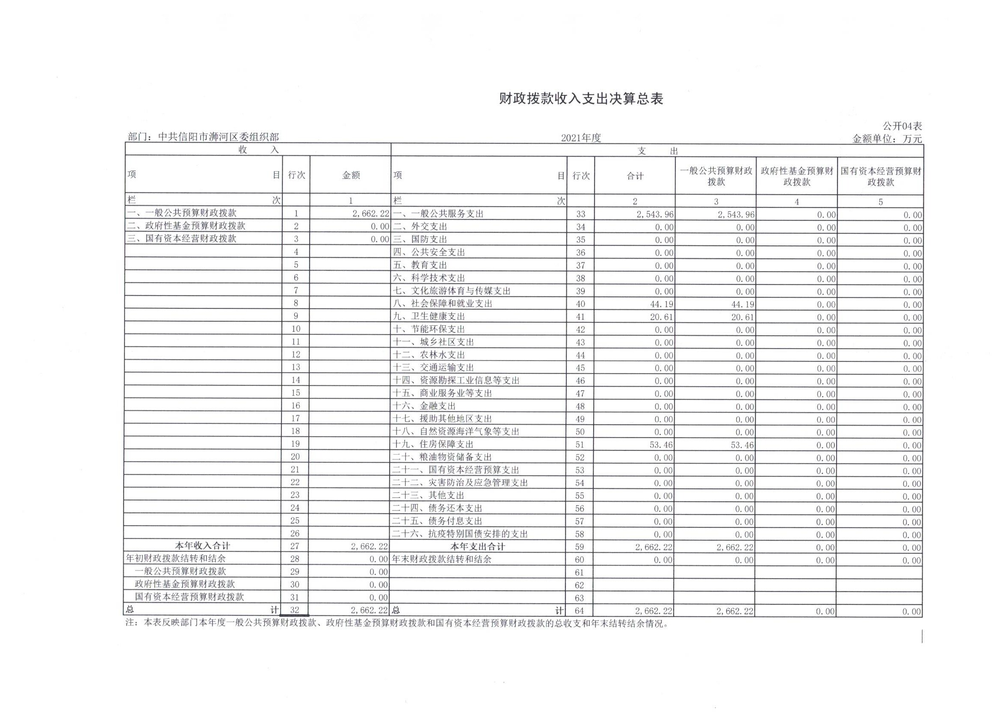 财政拨款收入支出决算总表
公开04表
部门：中共信阳市浉河区委组织部 2021年度 金额单位：万元
收 入 支 出
项 目 行次 金额 项 目 行次 合计 一般公共预算财政拨款 政府性基金预算财政拨款 国有资本经营预算财政拨款
栏 次 1 栏 次 2 3 4 5
一、一般公共预算财政拨款 1 2,662.22 一、一般公共服务支出 33 2,543.96 2,543.96 0.00 0.00
二、政府性基金预算财政拨款 2 0.00 二、外交支出 34 0.00 0.00 0.00 0.00
三、国有资本经营财政拨款 3 0.00 三、国防支出 35 0.00 0.00 0.00 0.00
4 四、公共安全支出 36 0.00 0.00 0.00 0.00
5 五、教育支出 37 0.00 0.00 0.00 0.00
6 六、科学技术支出 38 0.00 0.00 0.00 0.00
7 七、文化旅游体育与传媒支出 39 0.00 0.00 0.00 0.00
8 八、社会保障和就业支出 40 44.19 44.19 0.00 0.00
9 九、卫生健康支出 41 20.61 20.61 0.00 0.00
10 十、节能环保支出 42 0.00 0.00 0.00 0.00
11 十一、城乡社区支出 43 0.00 0.00 0.00 0.00
12 十二、农林水支出 44 0.00 0.00 0.00 0.00
13 十三、交通运输支出 45 0.00 0.00 0.00 0.00
14 十四、资源勘探工业信息等支出 46 0.00 0.00 0.00 0.00
15 十五、商业服务业等支出 47 0.00 0.00 0.00 0.00
16 十六、金融支出 48 0.00 0.00 0.00 0.00
17 十七、援助其他地区支出 49 0.00 0.00 0.00 0.00
18 十八、自然资源海洋气象等支出 50 0.00 0.00 0.00 0.00
19 十九、住房保障支出 51 53.46 53.46 0.00 0.00
20 二十、粮油物资储备支出 52 0.00 0.00 0.00 0.00
21 二十一、国有资本经营预算支出 53 0.00 0.00 0.00 0.00
22 二十二、灾害防治及应急管理支出 54 0.00 0.00 0.00 0.00
23 二十三、其他支出 55 0.00 0.00 0.00 0.00
24 二十四、债务还本支出 56 0.00 0.00 0.00 0.00
25 二十五、债务付息支出 57 0.00 0.00 0.00 0.00
26 二十六、抗疫特别国债安排的支出 58 0.00 0.00 0.00 0.00
本年收入合计 27 2,662.22 本年支出合计 59 2,662.22 2,662.22 0.00 0.00
年初财政拨款结转和结余 28 0.00 年末财政拨款结转和结余 60 0.00 0.00 0.00 0.00
一般公共预算财政拨款 29 0.00 61
政府性基金预算财政拨款 30 0.00 62
国有资本经营预算财政拨款 31 0.00 63
总 计 32 2,662.22 总 计 64 2,662.22 2,662.22 0.00 0.00
注：本表反映部门本年度一般公共预算财政拨款、政府性基金预算财政拨款和国有资本经营预算财政拨款的总收支和年末结转结余情况。